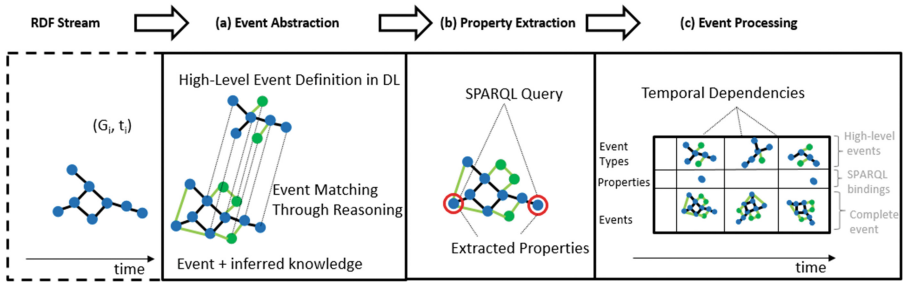 RDF Stream
(a) Event Abstraction
(b) Property Extraction
(c) Event Processing
(Gi, ti)
time
High-Level Event Definition in DL
Event Matching
Through Reasoning
Event + inferred knowledge
SPARQL Query
Extracted Properties
Temporal Dependencies
Event
Types
Properties
Events
High-level
events
SPARQL
bindings
Complete
event
time